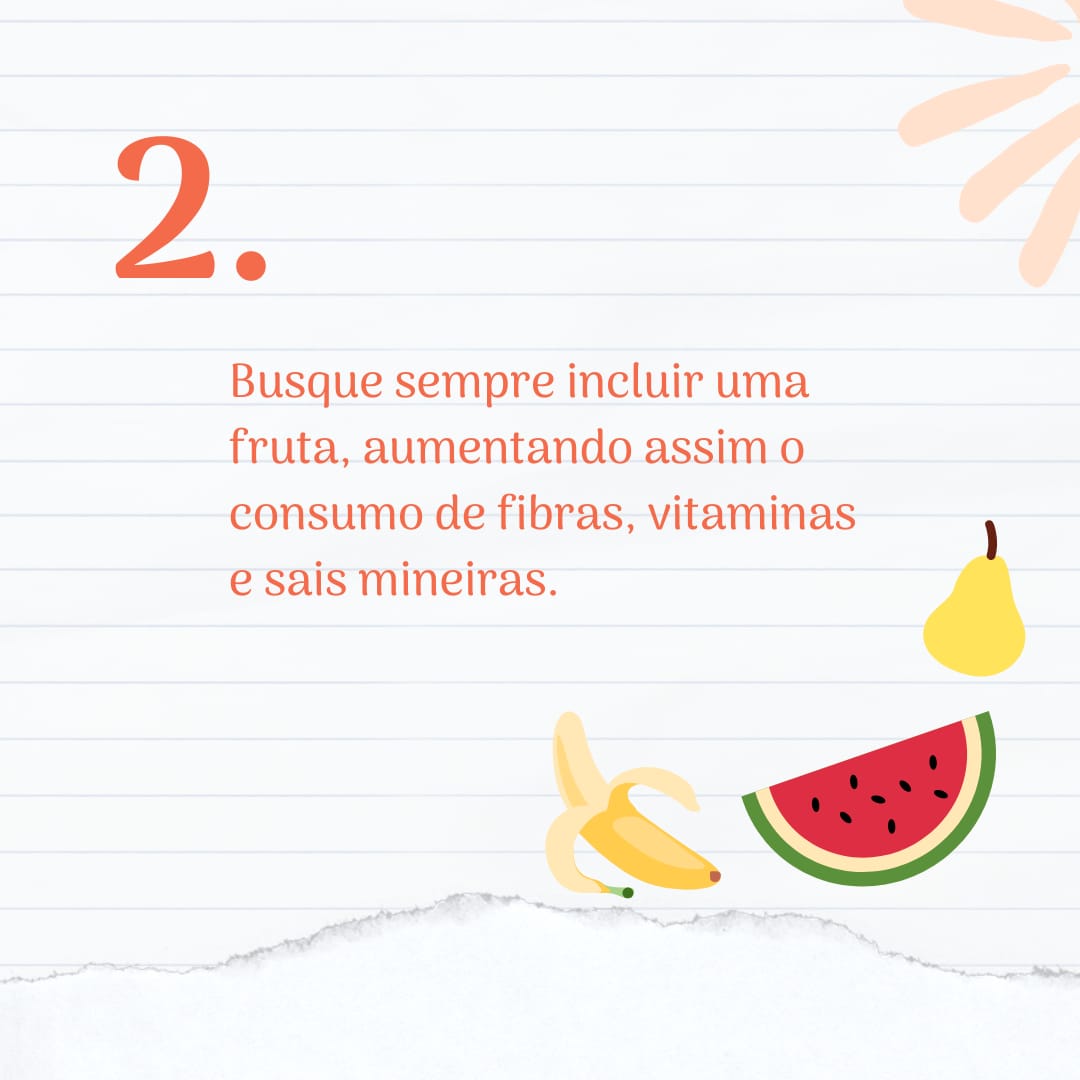 2.
Busque sempre incluir uma
fruta, aumentando assim o
consumo de fibras, vitaminas
e sais mineiras.